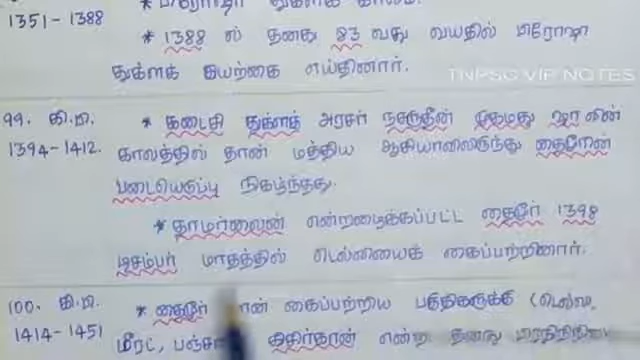 1351 - 1388 * பிரோஷா துக்ளக் காலம்.
* 1388 ல் தனது 83 வது வயதில் பிரோஷா
துக்ளக் இயற்கை எய்தினார்.
TNPSC VIP NOTES
99. கி.பி. * கடைசி துக்ளக் அரசர் நசுருதீன் முகமது ஷா வின்
1394-1412. காலத்தில் தான் மத்திய ஆசியாவிலிருந்து தைமூரின்
படையெடுப்பு நிகழ்ந்தது.
* தாமர்லைன் என்றழைக்கப்பட்ட தைமூர் 1398
டிசம்பர் மாதத்தில் டெல்லியைக் கைப்பற்றினார்.
100. கி.பி. * தைமூர் தான் கைப்பற்றிய பகுதிகளுக்கு
1414-1451 மீரட், கிசிர்கான் என்ற தனது